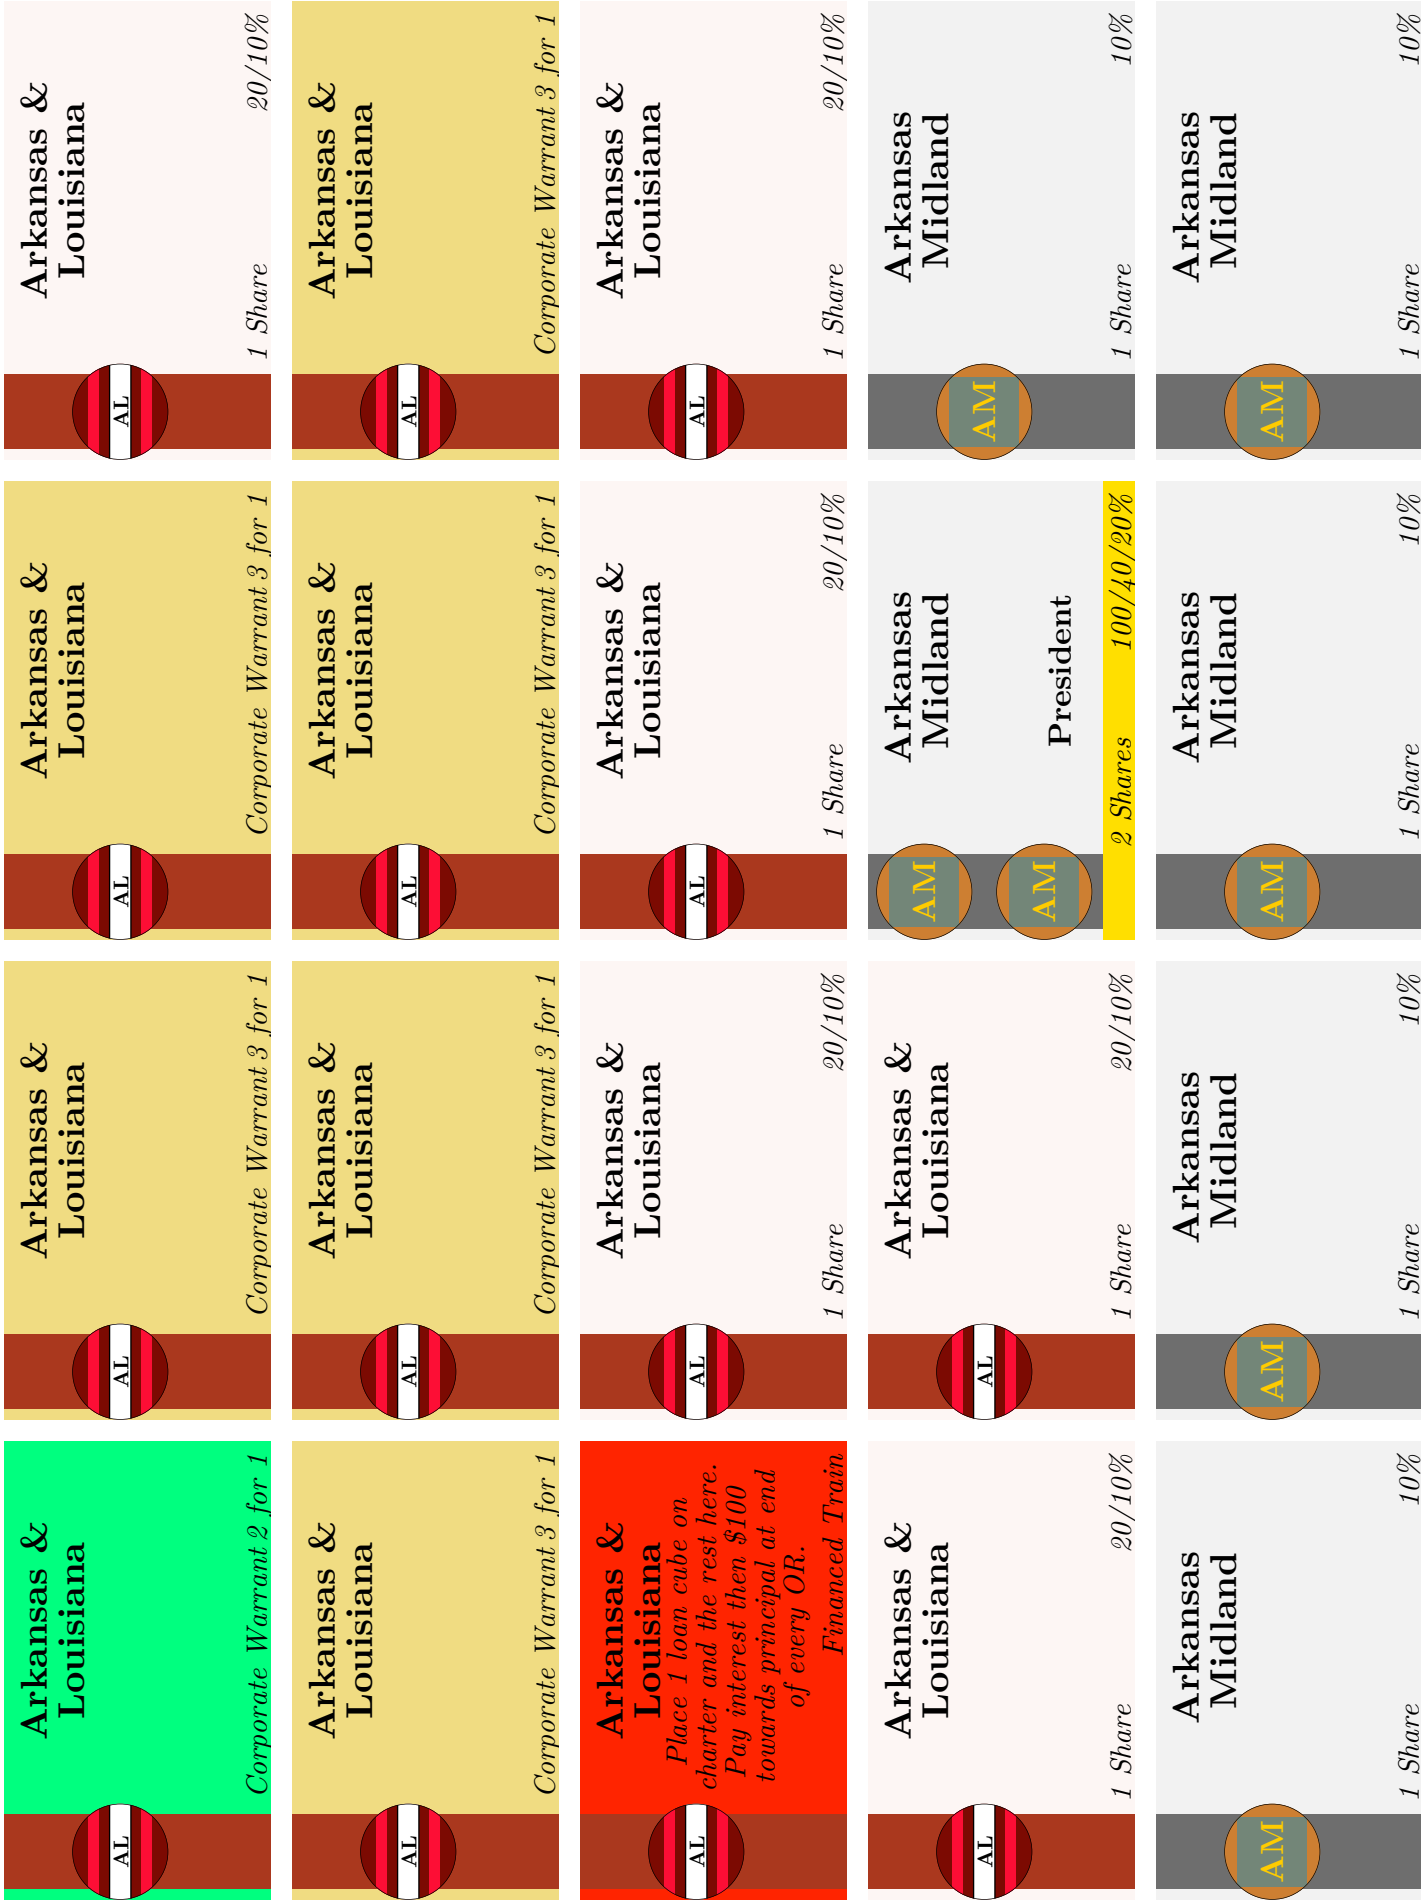 AL
Arkansas &
Louisiana
Corporate Warrant 2 for 1
AL
Arkansas &
Louisiana
Corporate Warrant 3 for 1
AL
Arkansas &
Louisiana
Corporate Warrant 3 for 1
AL
Arkansas &
Louisiana
1 Share 20/10%
AL
Arkansas &
Louisiana
Corporate Warrant 3 for 1
AL
Arkansas &
Louisiana
Corporate Warrant 3 for 1
AL
Arkansas &
Louisiana
Corporate Warrant 3 for 1
AL
Arkansas &
Louisiana
Corporate Warrant 3 for 1
AL
Arkansas &
Louisiana
Place 1 loan cube on
charter and the rest here.
Pay interest then $100
towards principal at end
of every OR.
Financed Train
AL
Arkansas &
Louisiana
1 Share 20/10%
AL
Arkansas &
Louisiana
1 Share 20/10%
AL
Arkansas &
Louisiana
1 Share 20/10%
AL
Arkansas &
Louisiana
1 Share 20/10%
AL
Arkansas &
Louisiana
1 Share 20/10%
AM
Arkansas
Midland
AM
President
2 Shares 100/40/20%
AM
Arkansas
Midland
1 Share 10%
AM
Arkansas
Midland
1 Share 10%
AM
Arkansas
Midland
1 Share 10%
AM
Arkansas
Midland
1 Share 10%
AM
Arkansas
Midland
1 Share 10%